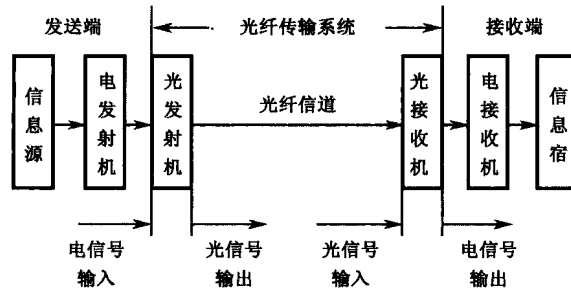 发送端
光纤传输系统
接收端
信息源
电发射机
光发射机
光纤信道
光接收机
电接收机
信息宿
电信号
输入
光信号
输出
光信号
输入
电信号
输出